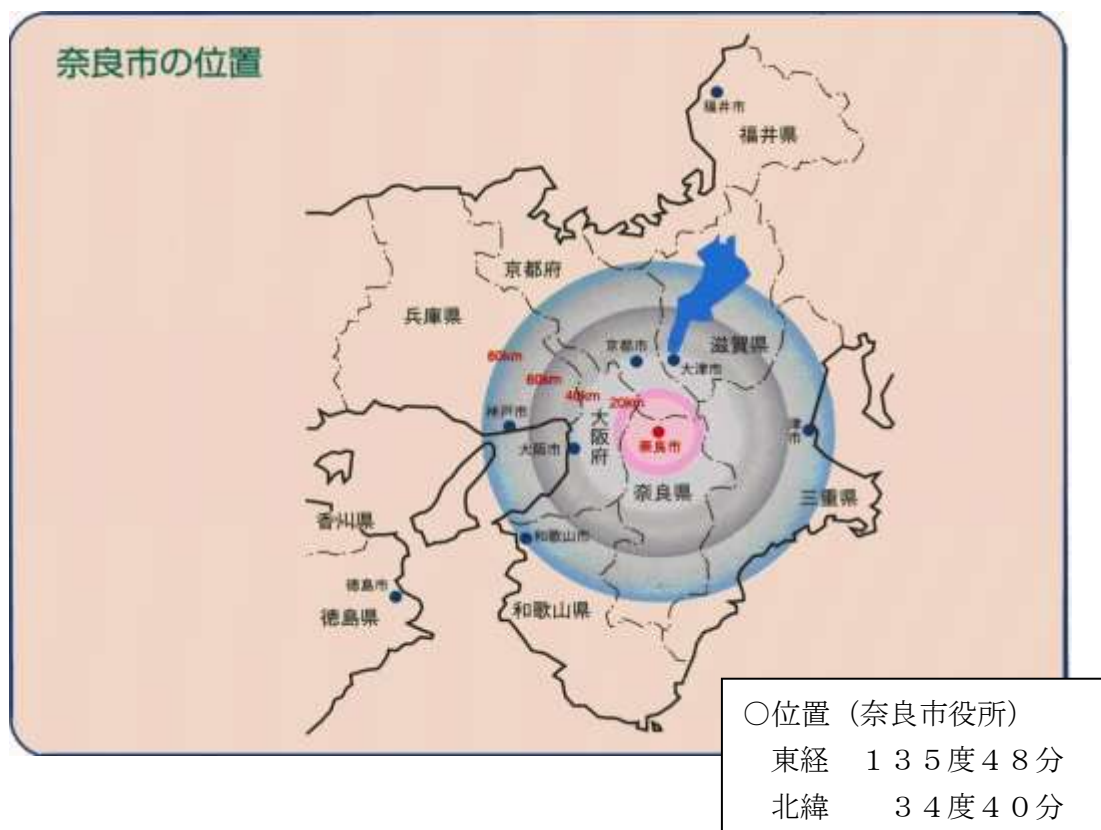 奈良市の位置
福井市
福井県
京都府
兵庫県
滋賀県
京都市
大津市
80km
60km
40km
20km
神戸市
大阪市
大阪府
奈良市
津市
奈良県
三重県
香川県
和歌山市
徳島市
徳島県
和歌山県
○位置（奈良市役所）
東経　１３５度４８分
北緯　　３４度４０分